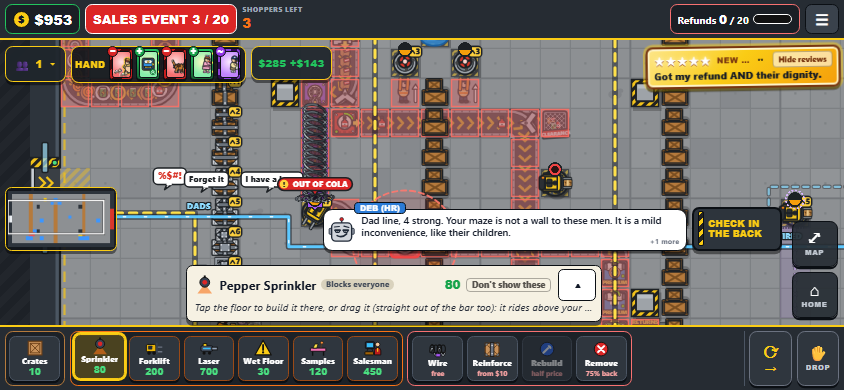 $953
SALES EVENT 3 / 20
SHOPPERS LEFT
3
Refunds 0 / 20
1
HAND
$285 +$143
★★★★★ NEW ...
Hide reviews
Got my refund AND their dignity.
%$#!
Forget it
I have a
OUT OF COLA
DADS
DEB (HR)
Dad line, 4 strong. Your maze is not a wall to these men. It is a mild
inconvenience, like their children.
+1 more
CHECK IN
THE BACK
MAP
HOME
Pepper Sprinkler
Blocks everyone
80
Don't show these
Tap the floor to build it there, or drag it (straight out of the bar too): it rides above your ...
Crates
10
Sprinkler
80
Forklift
200
Laser
700
Wet Floor
30
Samples
120
Salesman
450
Wire
free
Reinforce
from $10
Rebuild
half price
Remove
75% back
DROP